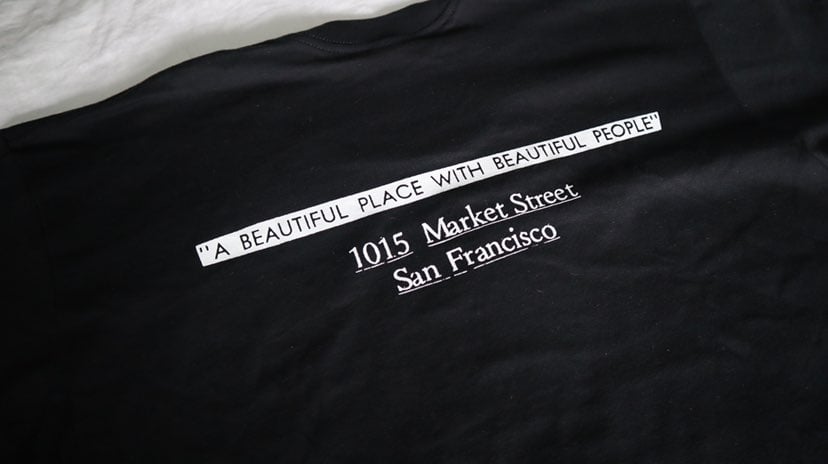 "A BEAUTIFUL PLACE WITH BEAUTIFUL PEOPLE"
1015 Market Street
San Francisco